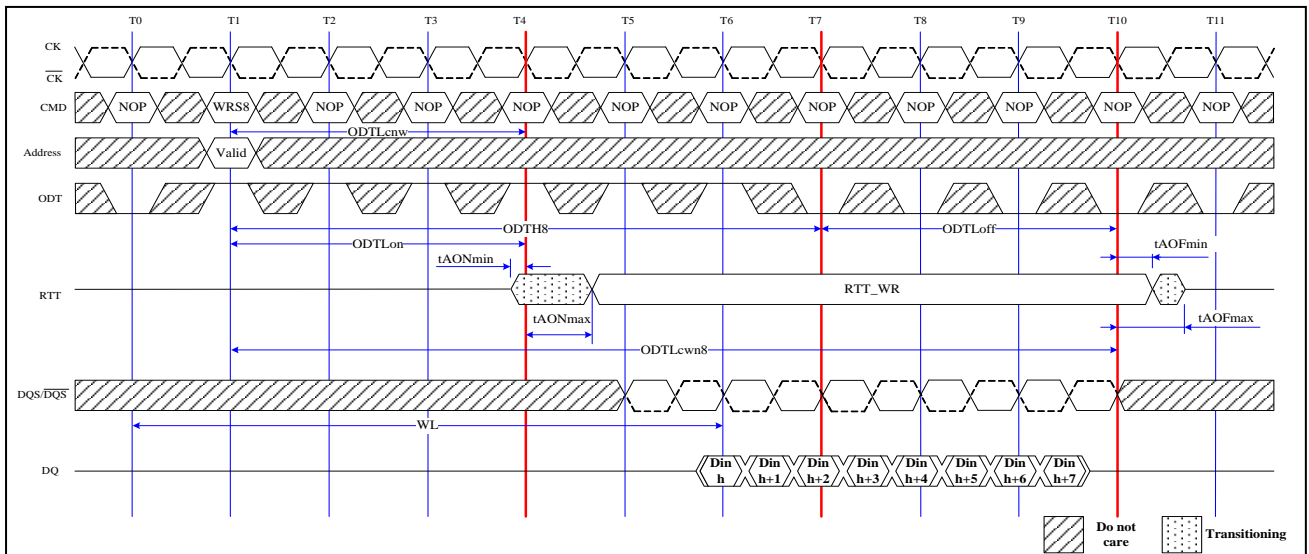 T0 T1 T2 T3 T4 T5 T6 T7 T8 T9 T10 T11
CK
CK
CMD NOP WRS8 NOP NOP NOP NOP NOP NOP NOP NOP NOP NOP
ODTLcnw
Address Valid
ODT
ODTH8 ODTLoff
ODTLon
tAONmin tAOFmin
RTT RTT_WR
tAONmax tAOFmax
ODTLcwn8
DQS/DQS
WL
DQ Din h Din h+1 Din h+2 Din h+3 Din h+4 Din h+5 Din h+6 Din h+7
Do not care Transitioning